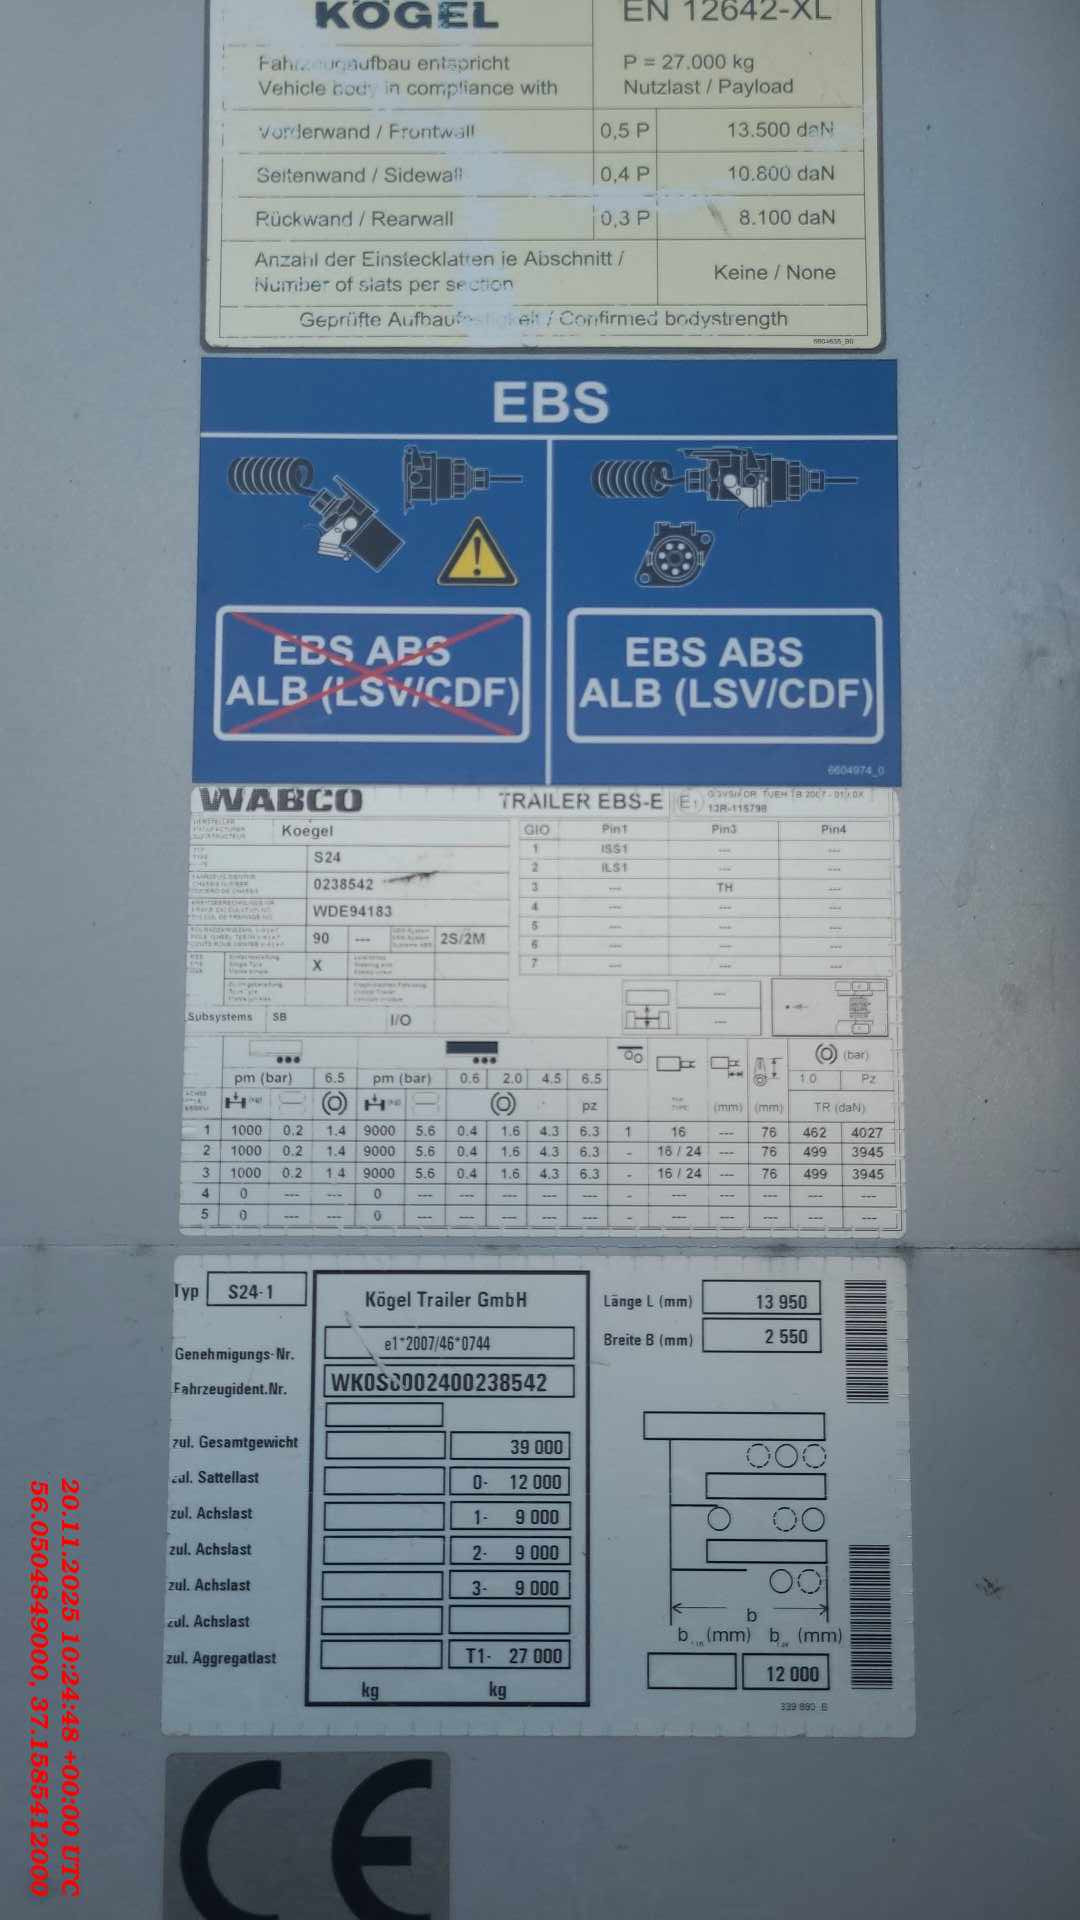 KÖGEL
EN 12642-XL
Fahrzeugaufbau entspricht
Vehicle body in compliance with
P = 27.000 kg
Nutzlast / Payload
Vorderwand / Frontwall 0,5 P 13.500 daN
Seitenwand / Sidewall 0,4 P 10.800 daN
Rückwand / Rearwall 0,3 P 8.100 daN
Anzahl der Einstecklatten je Abschnitt /
Number of slats per section
Keine / None
Geprüfte Aufbaufestigkeit / Confirmed bodystrength
EBS
EBS ABS
ALB (LSV/CDF)
EBS ABS
ALB (LSV/CDF)
6604974_0
WABCO TRAILER EBS-E E1
13R-115798
Koegel
S24
0238542
WDE94183
90 --- 2S/2M
X
Subsystems SB I/O
GIO Pin1 Pin3 Pin4
1 ISS1 --- ---
2 ILS1 --- ---
3 --- TH ---
4 --- --- ---
5 --- --- ---
6 --- --- ---
7 --- --- ---
---
---
pm (bar) 6.5 pm (bar) 0.6 2.0 4.5 6.5
(bar)
1.0 Pz
pz (mm) (mm) TR (daN)
1 1000 0.2 1.4 9000 5.6 0.4 1.6 4.3 6.3 1 16 --- 76 462 4027
2 1000 0.2 1.4 9000 5.6 0.4 1.6 4.3 6.3 - 16 / 24 --- 76 499 3945
3 1000 0.2 1 4 9000 5.6 0.4 1.6 4.3 6.3 - 16 / 24 --- 76 499 3945
4 0 --- --- 0 --- --- --- --- --- - --- --- --- --- ---
5 0 --- --- 0 --- --- --- --- --- - --- --- --- --- ---
Typ S24-1
Kögel Trailer GmbH
Länge L (mm) 13 950
Breite B (mm) 2 550
Genehmigungs-Nr. e1*2007/46*0744
Fahrzeugident.Nr.
zul. Gesamtgewicht 39 000
zul. Sattellast 0- 12 000
zul. Achslast 1- 9 000
zul. Achslast 2- 9 000
zul. Achslast 3- 9 000
zul. Achslast
zul. Aggregatlast T1- 27 000
kg kg
b
b (mm) b (mm)
12 000
CE
20.11.2025 10:24:48 +00:00 UTC
56.0504849000, 37.1585412000